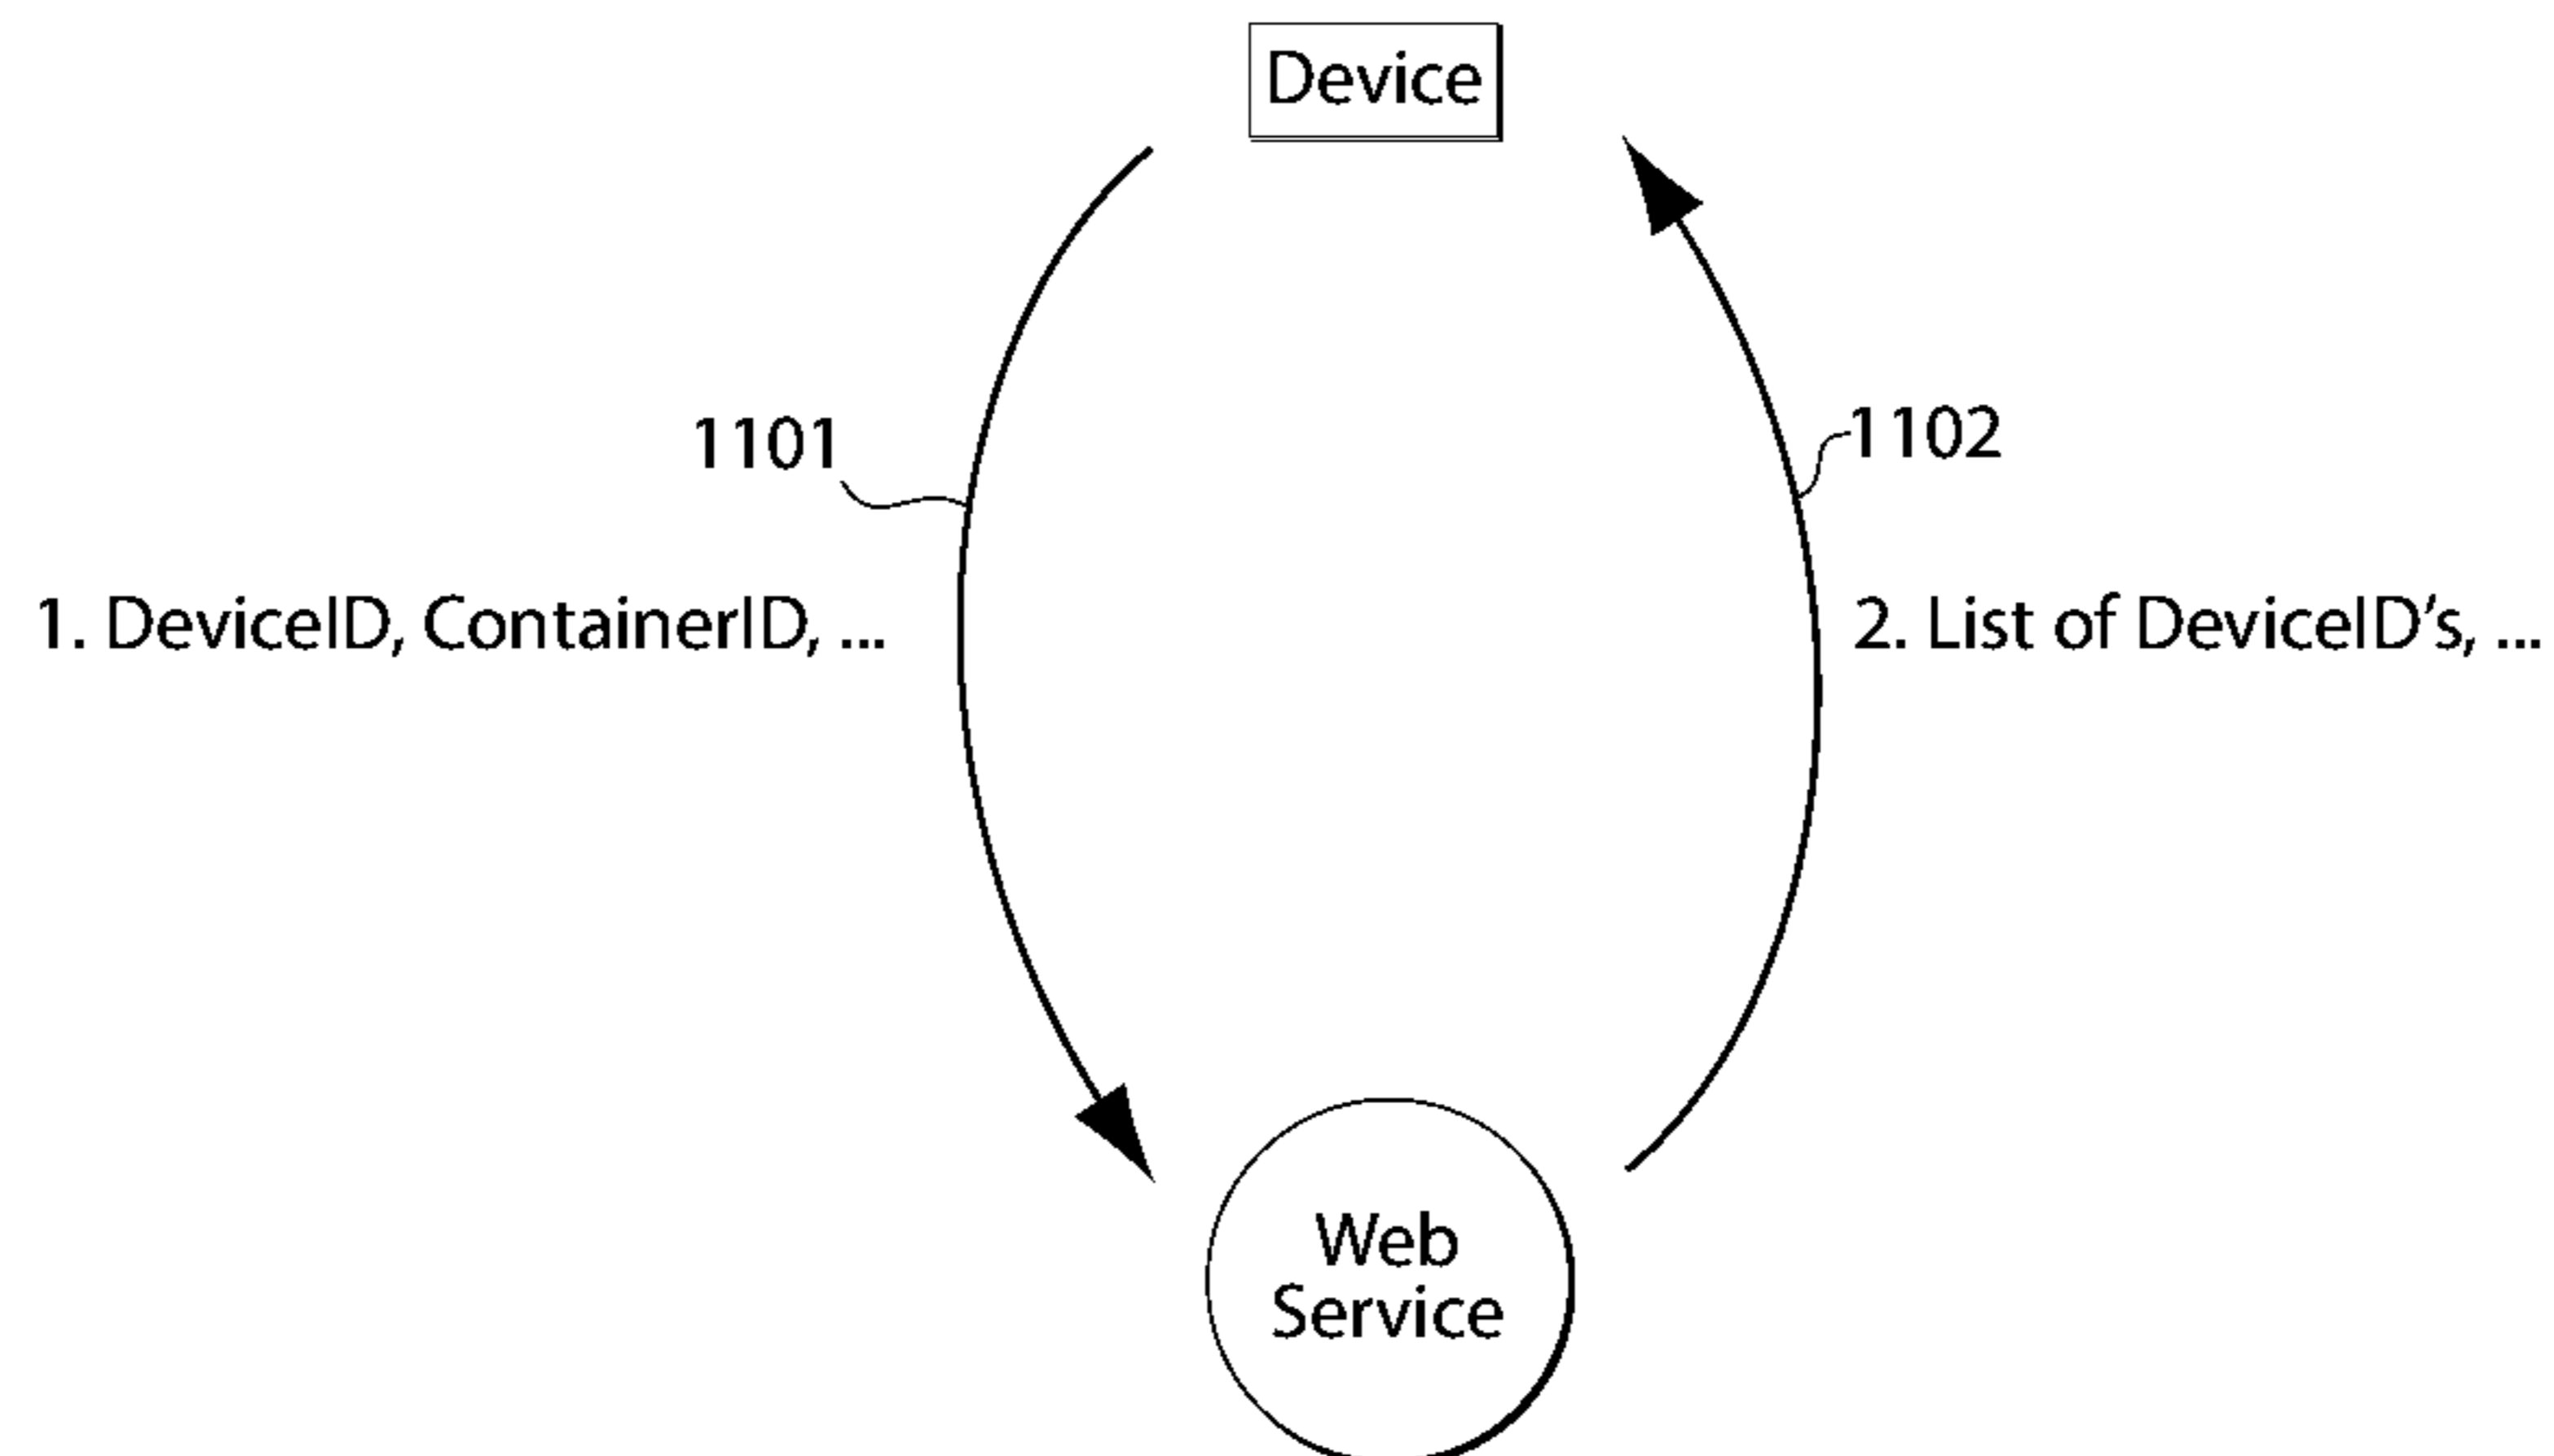 Device
1101
1102
1. DeviceID, ContainerID, ...
2. List of DeviceID’s, ...
Web
Service